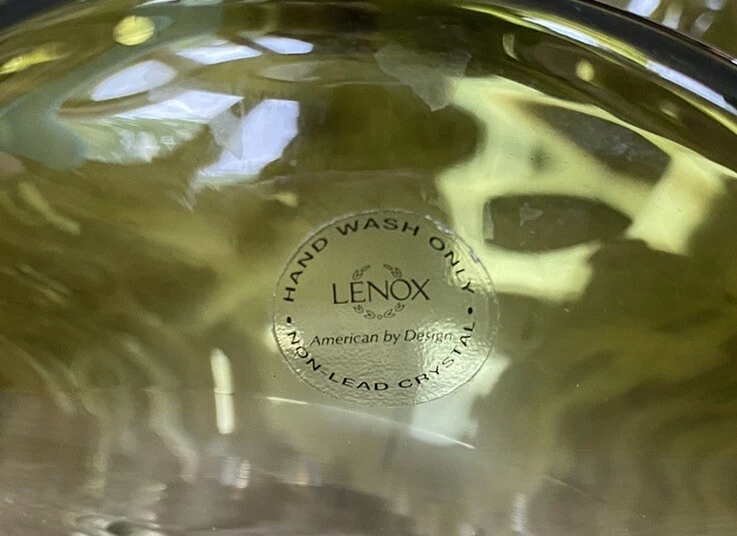 • HAND WASH ONLY •
LENOX
American by Design
NON-LEAD CRYSTAL